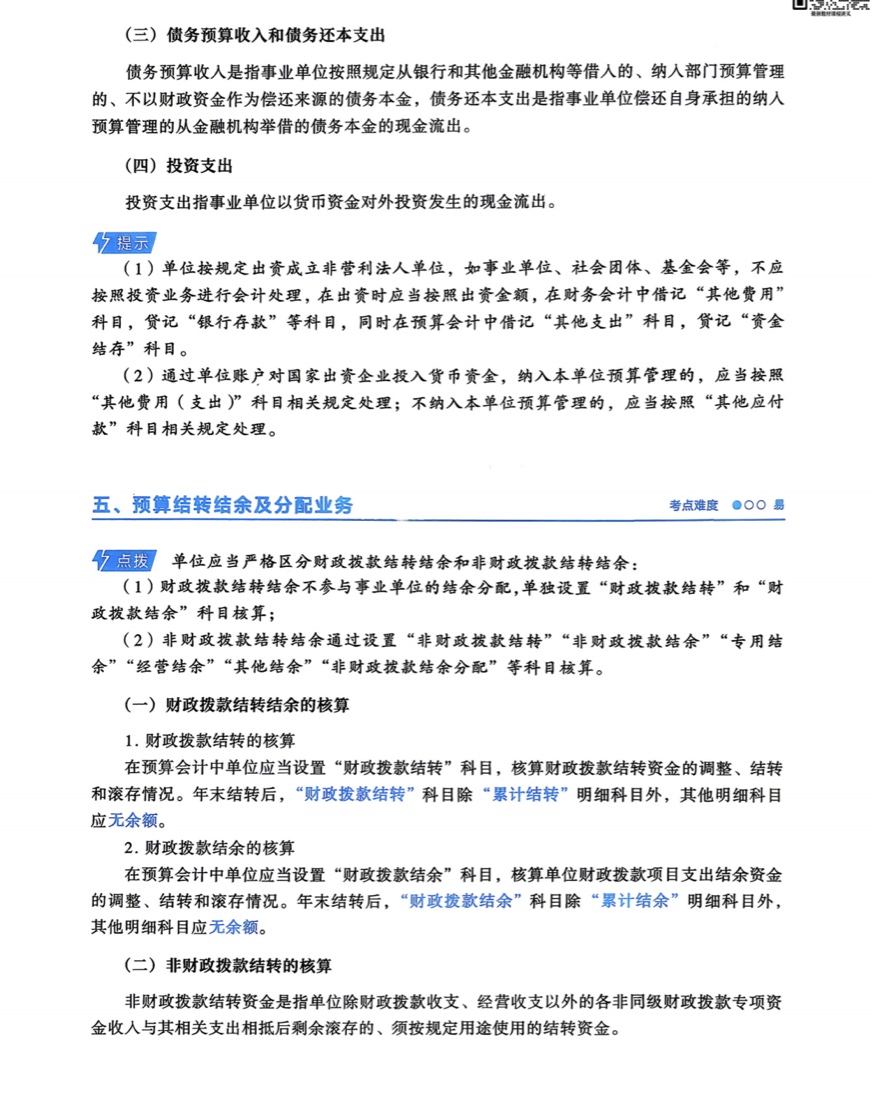 （三）债务预算收入和债务还本支出
债务预算收入是指事业单位按照规定从银行和其他金融机构等借入的、纳入部门预算管理
的、不以财政资金作为偿还来源的债务本金，债务还本支出是指事业单位偿还自身承担的纳入
预算管理的从金融机构举借的债务本金的现金流出。
（四）投资支出
投资支出指事业单位以货币资金对外投资发生的现金流出。
提示
（1）单位按规定出资成立非营利法人单位，如事业单位、社会团体、基金会等，不应
按照投资业务进行会计处理，在出资时应当按照出资金额，在财务会计中借记“其他费用”
科目，贷记“银行存款”等科目，同时在预算会计中借记“其他支出”科目，贷记“资金
结存”科目。
（2）通过单位账户对国家出资企业投入货币资金，纳入本单位预算管理的，应当按照
“其他费用（支出）”科目相关规定处理；不纳入本单位预算管理的，应当按照“其他应付
款”科目相关规定处理。
五、预算结转结余及分配业务 考点难度 易
点拨 单位应当严格区分财政拨款结转结余和非财政拨款结转结余：
（1）财政拨款结转结余不参与事业单位的结余分配，单独设置“财政拨款结转”和“财
政拨款结余”科目核算；
（2）非财政拨款结转结余通过设置“非财政拨款结转”“非财政拨款结余”“专用结
余”“经营结余”“其他结余”“非财政拨款结余分配”等科目核算。
（一）财政拨款结转结余的核算
1. 财政拨款结转的核算
在预算会计中单位应当设置“财政拨款结转”科目，核算财政拨款结转资金的调整、结转
和滚存情况。年末结转后，“财政拨款结转”科目除“累计结转”明细科目外，其他明细科目
应无余额。
2. 财政拨款结余的核算
在预算会计中单位应当设置“财政拨款结余”科目，核算单位财政拨款项目支出结余资金
的调整、结转和滚存情况。年末结转后，“财政拨款结余”科目除“累计结余”明细科目外，
其他明细科目应无余额。
（二）非财政拨款结转的核算
非财政拨款结转资金是指单位除财政拨款收支、经营收支以外的各非同级财政拨款专项资
金收入与其相关支出相抵后剩余滚存的、须按规定用途使用的结转资金。